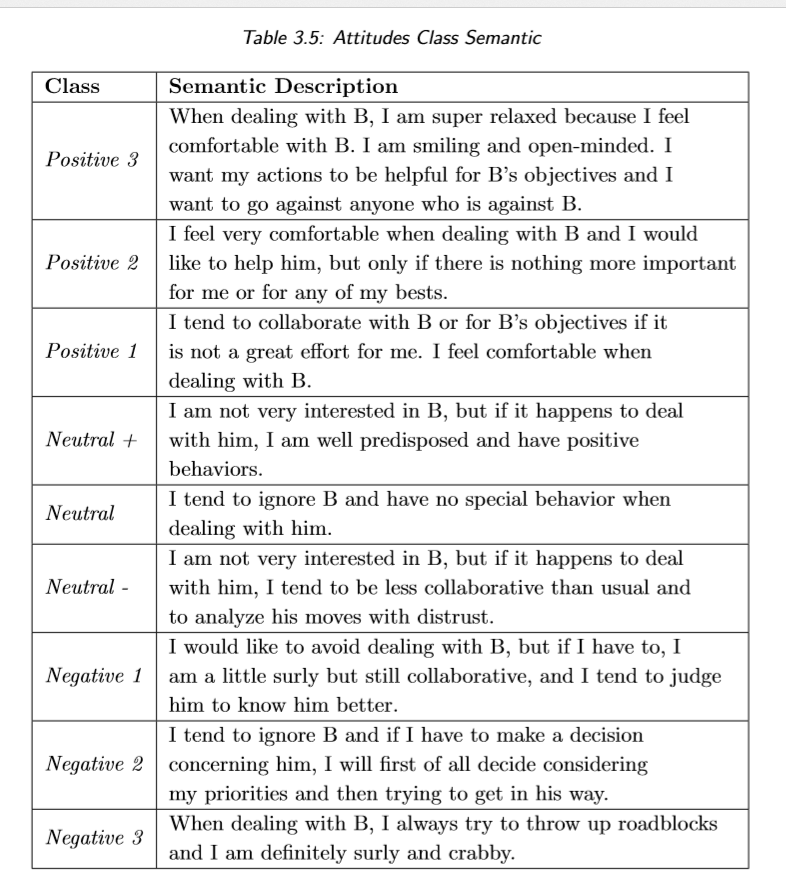 Table 3.5: Attitudes Class Semantic
Class Semantic Description
When dealing with B, I am super relaxed because I feel
comfortable with B. I am smiling and open-minded. I
Positive 3
want my actions to be helpful for B's objectives and I
want to go against anyone who is against B.
I feel very comfortable when dealing with B and I would
Positive 2 like to help him, but only if there is nothing more important
for me or for any of my bests.
I tend to collaborate with B or for B's objectives if it
Positive 1 is not a great effort for me. I feel comfortable when
dealing with B.
I am not very interested in B, but if it happens to deal
Neutral + with him, I am well predisposed and have positive
behaviors.
I tend to ignore B and have no special behavior when
Neutral
dealing with him.
I am not very interested in B, but if it happens to deal
Neutral - with him, I tend to be less collaborative than usual and
to analyze his moves with distrust.
I would like to avoid dealing with B, but if I have to, I
Negative 1 am a little surly but still collaborative, and I tend to judge
him to know him better.
I tend to ignore B and if I have to make a decision
Negative 2 concerning him, I will first of all decide considering
my priorities and then trying to get in his way.
When dealing with B, I always try to throw up roadblocks
Negative 3
and I am definitely surly and crabby.